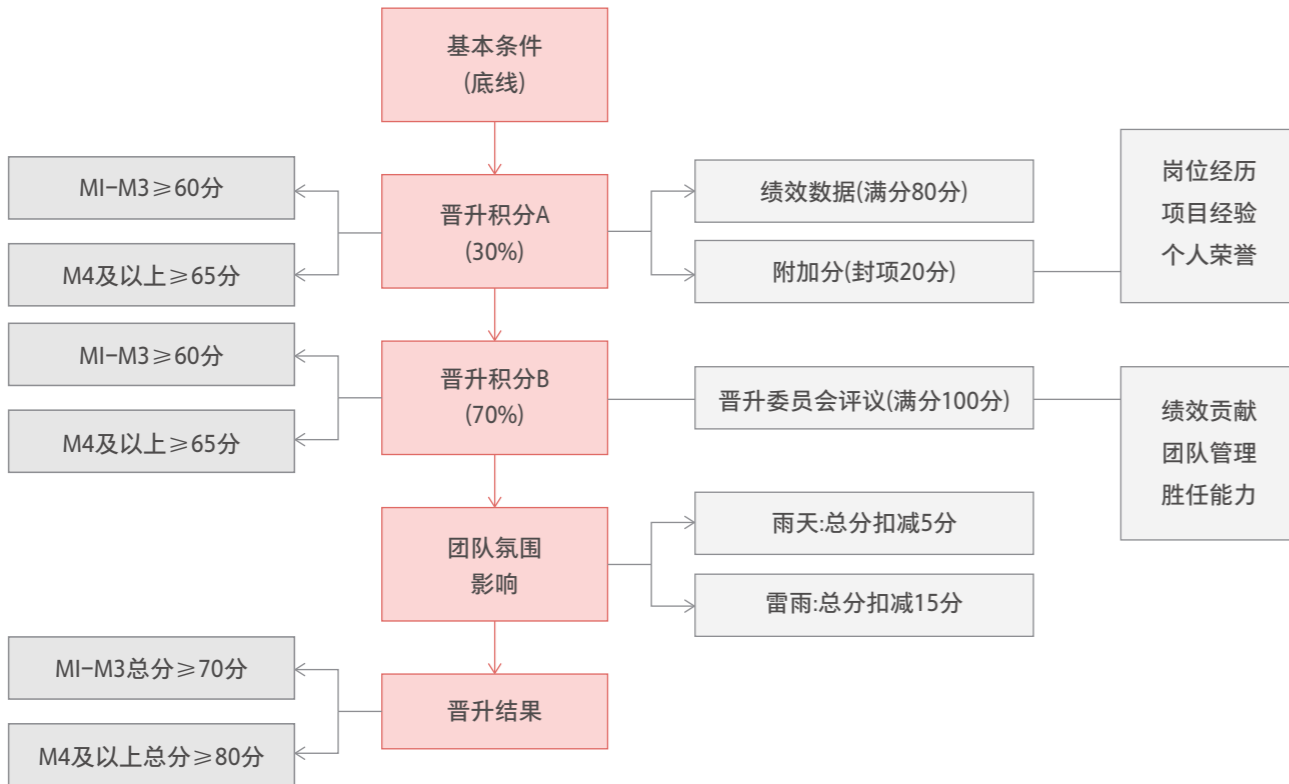 基本条件
(底线)
MI-M3≥60分
M4及以上≥65分
晋升积分A
(30%)
绩效数据(满分80分)
附加分(封项20分)
岗位经历
项目经验
个人荣誉
MI-M3≥60分
M4及以上≥65分
晋升积分B
(70%)
晋升委员会评议(满分100分)
绩效贡献
团队管理
胜任能力
团队氛围
影响
雨天:总分扣减5分
雷雨:总分扣减15分
MI-M3总分≥70分
M4及以上总分≥80分
晋升结果